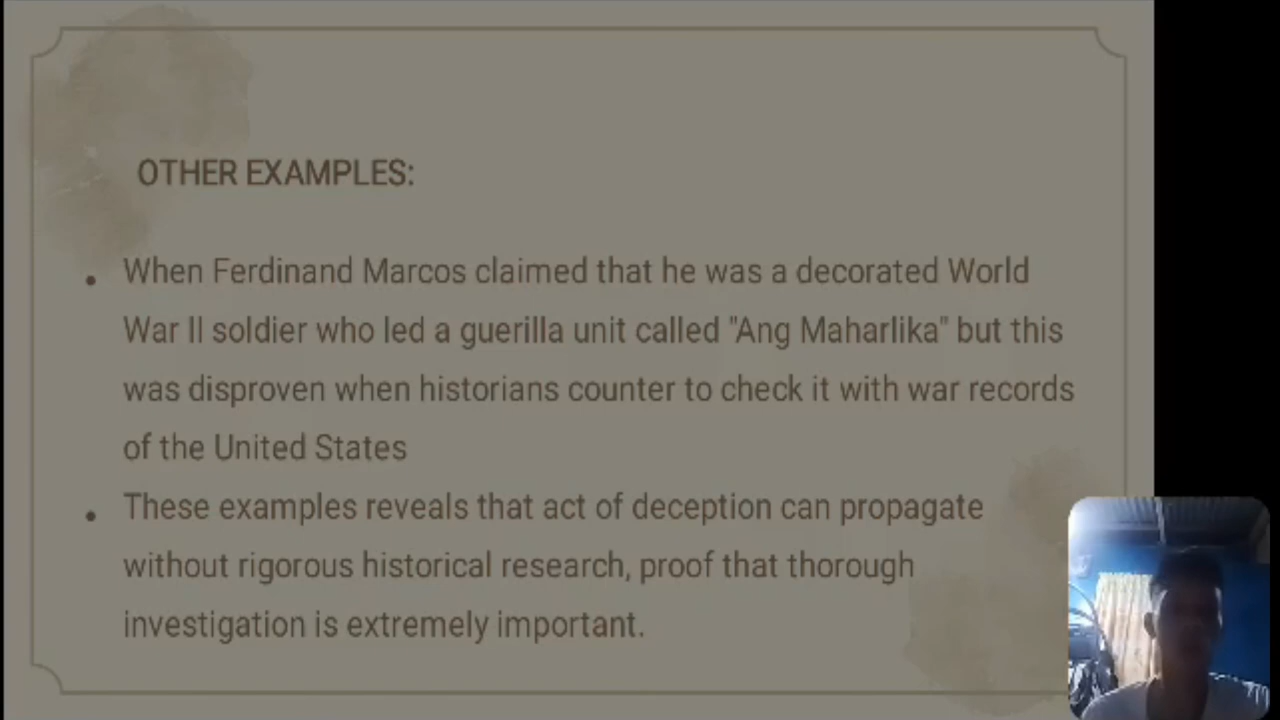 OTHER EXAMPLES:
• When Ferdinand Marcos claimed that he was a decorated World
War ll soldier who led a guerilla unit called "Ang Maharlika" but this
was disproven when historians counter to check it with war records
of the United States
• These examples reveals that act of deception can propagate
without rigorous historical research, proof that thorough
investigation is extremely important.